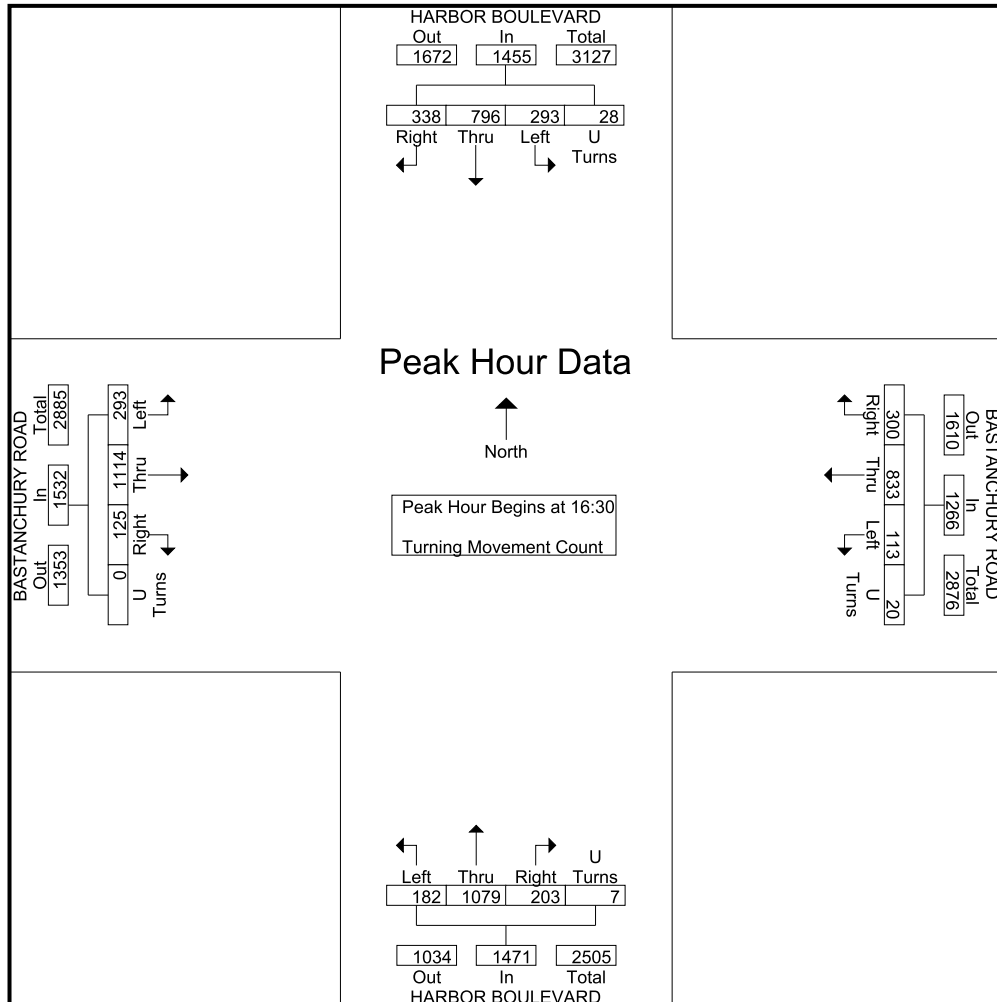 HARBOR BOULEVARD
Out In Total
1672 1455 3127
338 796 293 28
Right Thru Left U
Turns
Peak Hour Data
North
Peak Hour Begins at 16:30
Turning Movement Count
BASTANCHURY ROAD
Total In Out
2885 1532 1353
293 1114 125 0
Left Thru Right U
Turns
BASTANCHURY ROAD
Out In Total
1610 1266 2876
300 833 113 20
Right Thru Left U
Turns
U
Left Thru Right Turns
182 1079 203 7
1034 1471 2505
Out In Total
HARBOR BOULEVARD